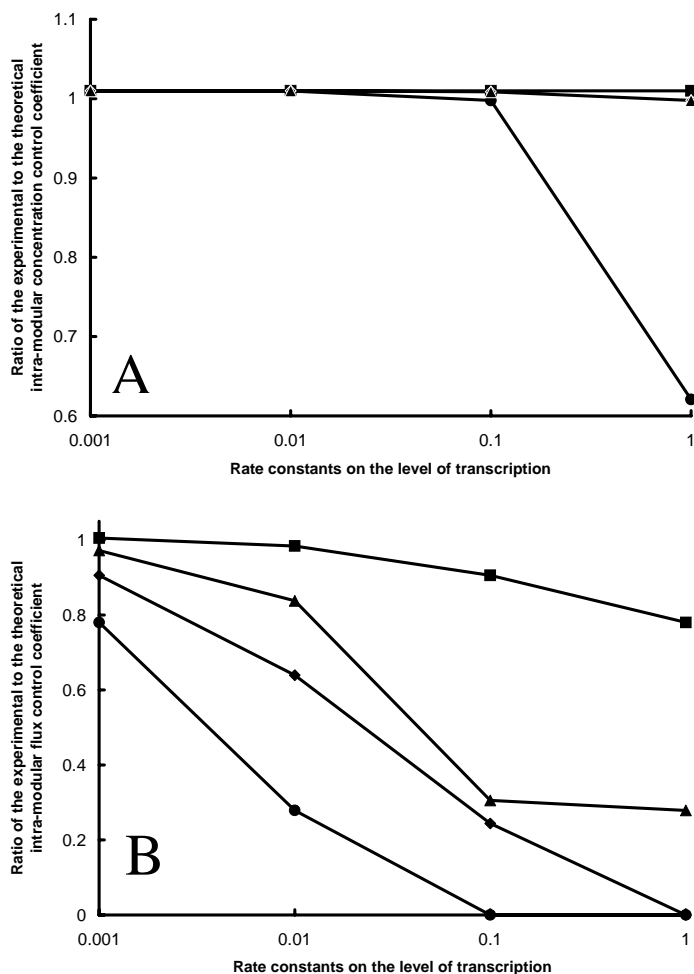 1.1
1
0.9
0.8
0.7
0.6
Ratio of the experimental to the theoretical
intra-modular concentration control coefficient
A
0.001 0.01 0.1 1
Rate constants on the level of transcription
1
0.8
0.6
0.4
0.2
0
Ratio of the experimental to the theoretical
intra-modular flux control coefficient
B
0.001 0.01 0.1 1
Rate constants on the level of transcription